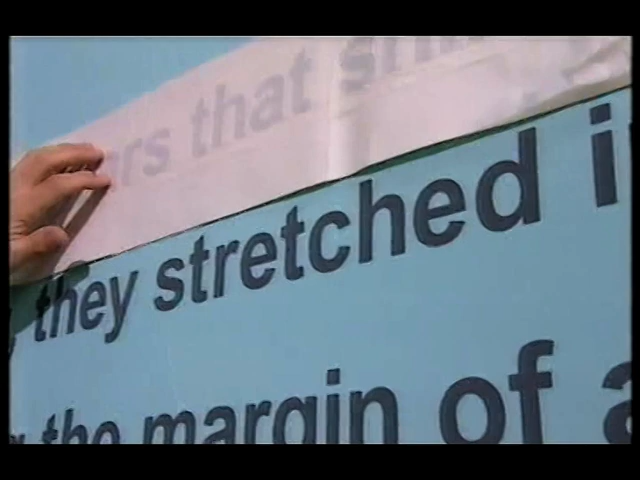 that
, they stretched
the margin of a